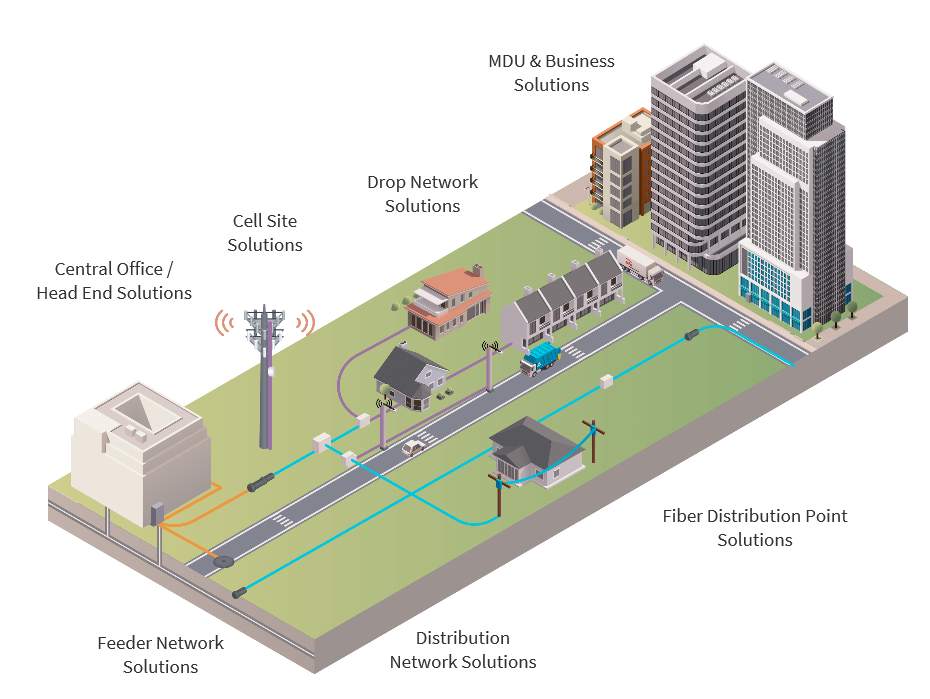 MDU & Business
Solutions
Drop Network
Solutions
Cell Site
Solutions
Central Office /
Head End Solutions
Fiber Distribution Point
Solutions
Distribution
Network Solutions
Feeder Network
Solutions